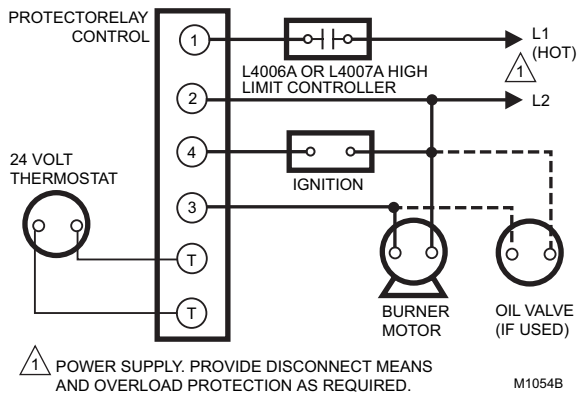 PROTECTORELAY
CONTROL
1
L1
(HOT)
1
L4006A OR L4007A HIGH
LIMIT CONTROLLER
2
L2
4
IGNITION
24 VOLT
THERMOSTAT
3
T
T
BURNER
MOTOR
OIL VALVE
(IF USED)
1 POWER SUPPLY. PROVIDE DISCONNECT MEANS
AND OVERLOAD PROTECTION AS REQUIRED.
M1054B